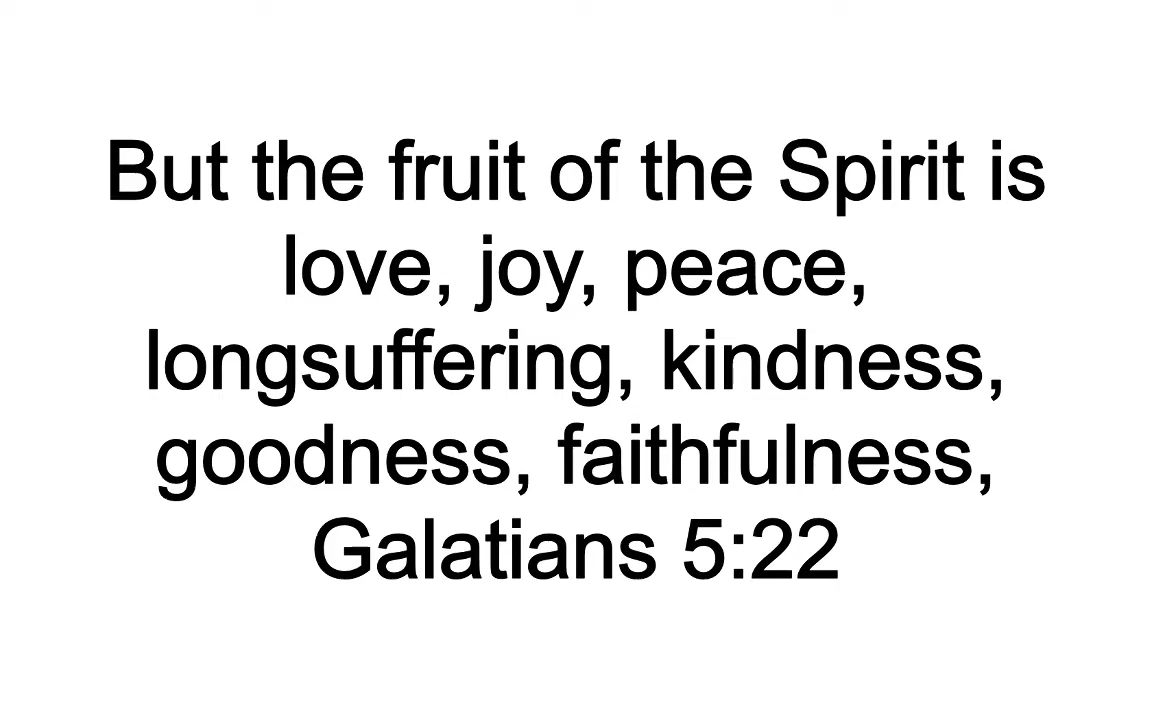 But the fruit of the Spirit is
love, joy, peace,
longsuffering, kindness,
goodness, faithfulness,
Galatians 5:22